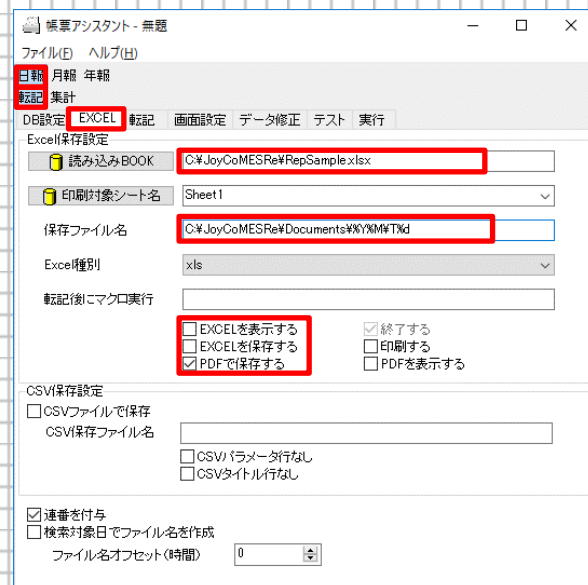 帳票アシスタント - 無題
ファイル(F) ヘルプ(H)
日報 月報 年報
転記 集計
DB設定 EXCEL 転記 画面設定 データ修正 テスト 実行
Excel保存設定
読み込みBOOK C:¥JoyCoMESRe¥RepSample.xlsx
印刷対象シート名 Sheet1
保存ファイル名 C:¥JoyCoMESRe¥Documents¥%Y%M¥T%d
Excel種別 xls
転記後にマクロ実行
EXCELを表示する 終了する
EXCELを保存する 印刷する
PDFで保存する PDFを表示する
CSV保存設定
CSVファイルで保存
CSV保存ファイル名
CSVパラメータ行なし
CSVタイトル行なし
連番を付与
検索対象日でファイル名を作成
ファイル名オフセット(時間) 0